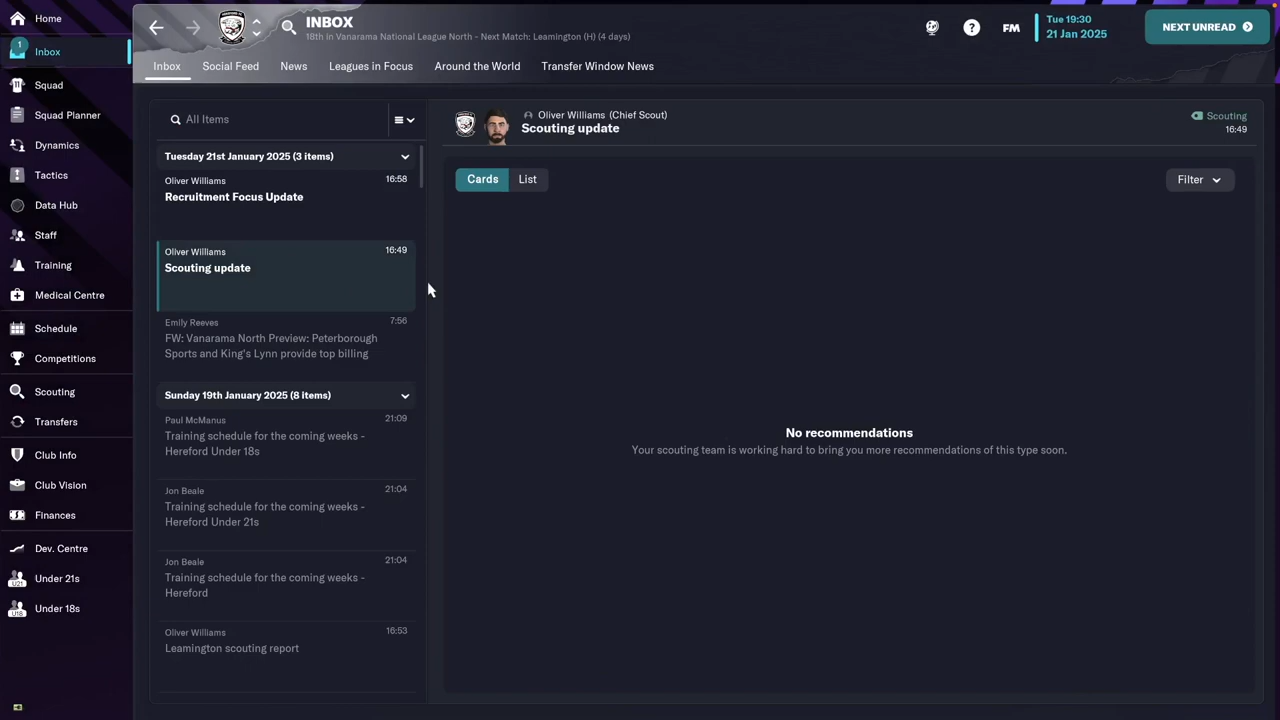 Home
1
Inbox
11
Squad
Squad Planner
Dynamics
Tactics
Data Hub
Staff
Training
Medical Centre
Schedule
Competitions
Scouting
Transfers
Club Info
Club Vision
Finances
Dev. Centre
U21
Under 21s
U18
Under 18s
INBOX
18th in Vanarama National League North - Next Match: Leamington (H) (4 days)
?
FM
Tue 19:30
21 Jan 2025
NEXT UNREAD
Inbox
Social Feed
News
Leagues in Focus
Around the World
Transfer Window News
All Items
Tuesday 21st January 2025 (3 items)
Oliver Williams
16:58
Recruitment Focus Update
Oliver Williams
16:49
Scouting update
Emily Reeves
7:56
FW: Vanarama North Preview: Peterborough
Sports and King's Lynn provide top billing
Sunday 19th January 2025 (8 items)
Paul McManus
21:09
Training schedule for the coming weeks -
Hereford Under 18s
Jon Beale
21:04
Training schedule for the coming weeks -
Hereford Under 21s
Jon Beale
21:04
Training schedule for the coming weeks -
Hereford
Oliver Williams
16:53
Leamington scouting report
Oliver Williams (Chief Scout)
Scouting update
Scouting
16:49
Cards
List
Filter
No recommendations
Your scouting team is working hard to bring you more recommendations of this type soon.